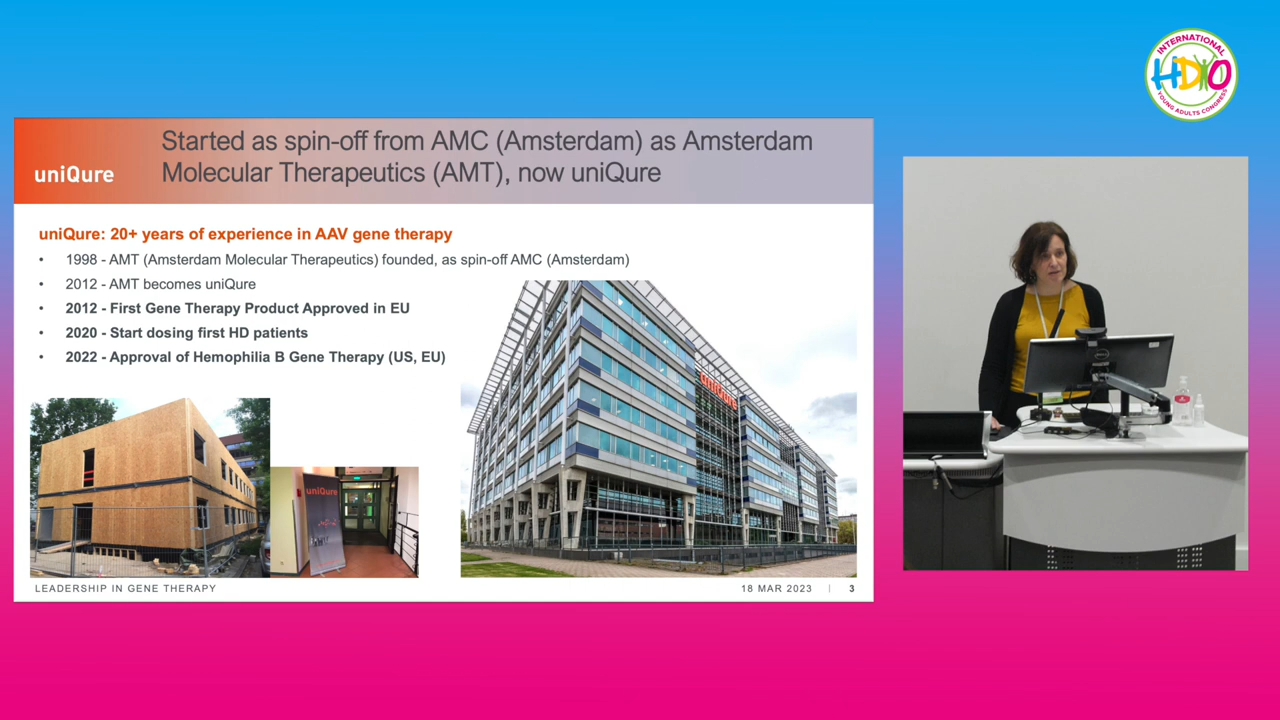 INTERNATIONAL
HDYO
YOUNG ADULTS CONGRESS
Started as spin-off from AMC (Amsterdam) as Amsterdam
Molecular Therapeutics (AMT), now uniQure
uniQure
uniQure: 20+ years of experience in AAV gene therapy
• 1998 - AMT (Amsterdam Molecular Therapeutics) founded, as spin-off AMC (Amsterdam)
• 2012 - AMT becomes uniQure
• 2012 - First Gene Therapy Product Approved in EU
• 2020 - Start dosing first HD patients
• 2022 - Approval of Hemophilia B Gene Therapy (US, EU)
uniQure
uniQure
DELL
LEADERSHIP IN GENE THERAPY
18 MAR 2023 | 3